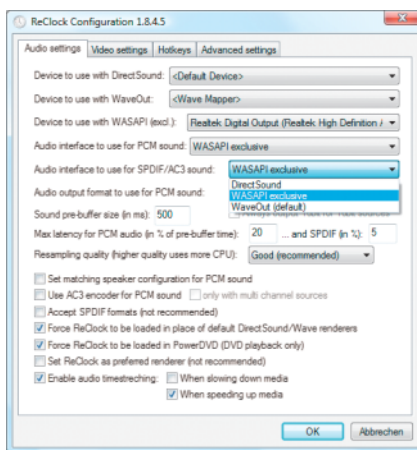 ReClock Configuration 1.8.4.5
Audio settings Video settings Hotkeys Advanced settings
Device to use with DirectSound: <Default Device>
Device to use with WaveOut: <Wave Mapper>
Device to use with WASAPI (excl.): Realtek Digital Output (Realtek High Definition
Audio interface to use for PCM sound: WASAPI exclusive
Audio interface to use for SPDIF/AC3 sound: WASAPI exclusive
DirectSound
Audio output format to use for PCM sound: WASAPI exclusive
WaveOut (default)
Sound pre-buffer size (in ms): 500
Max latency for PCM audio (in % of pre-buffer time): 20 ... and SPDIF (in %): 5
Resampling quality (higher quality uses more CPU): Good (recommended)
Set matching speaker configuration for PCM sound
Use AC3 encoder for PCM sound only with multi channel sources
Accept SPDIF formats (not recommended)
Force ReClock to be loaded in place of default DirectSound/Wave renderers
Force ReClock to be loaded in PowerDVD (DVD playback only)
Set ReClock as preferred renderer (not recommended)
Enable audio timestreching: When slowing down media
When speeding up media
OK Abbrechen